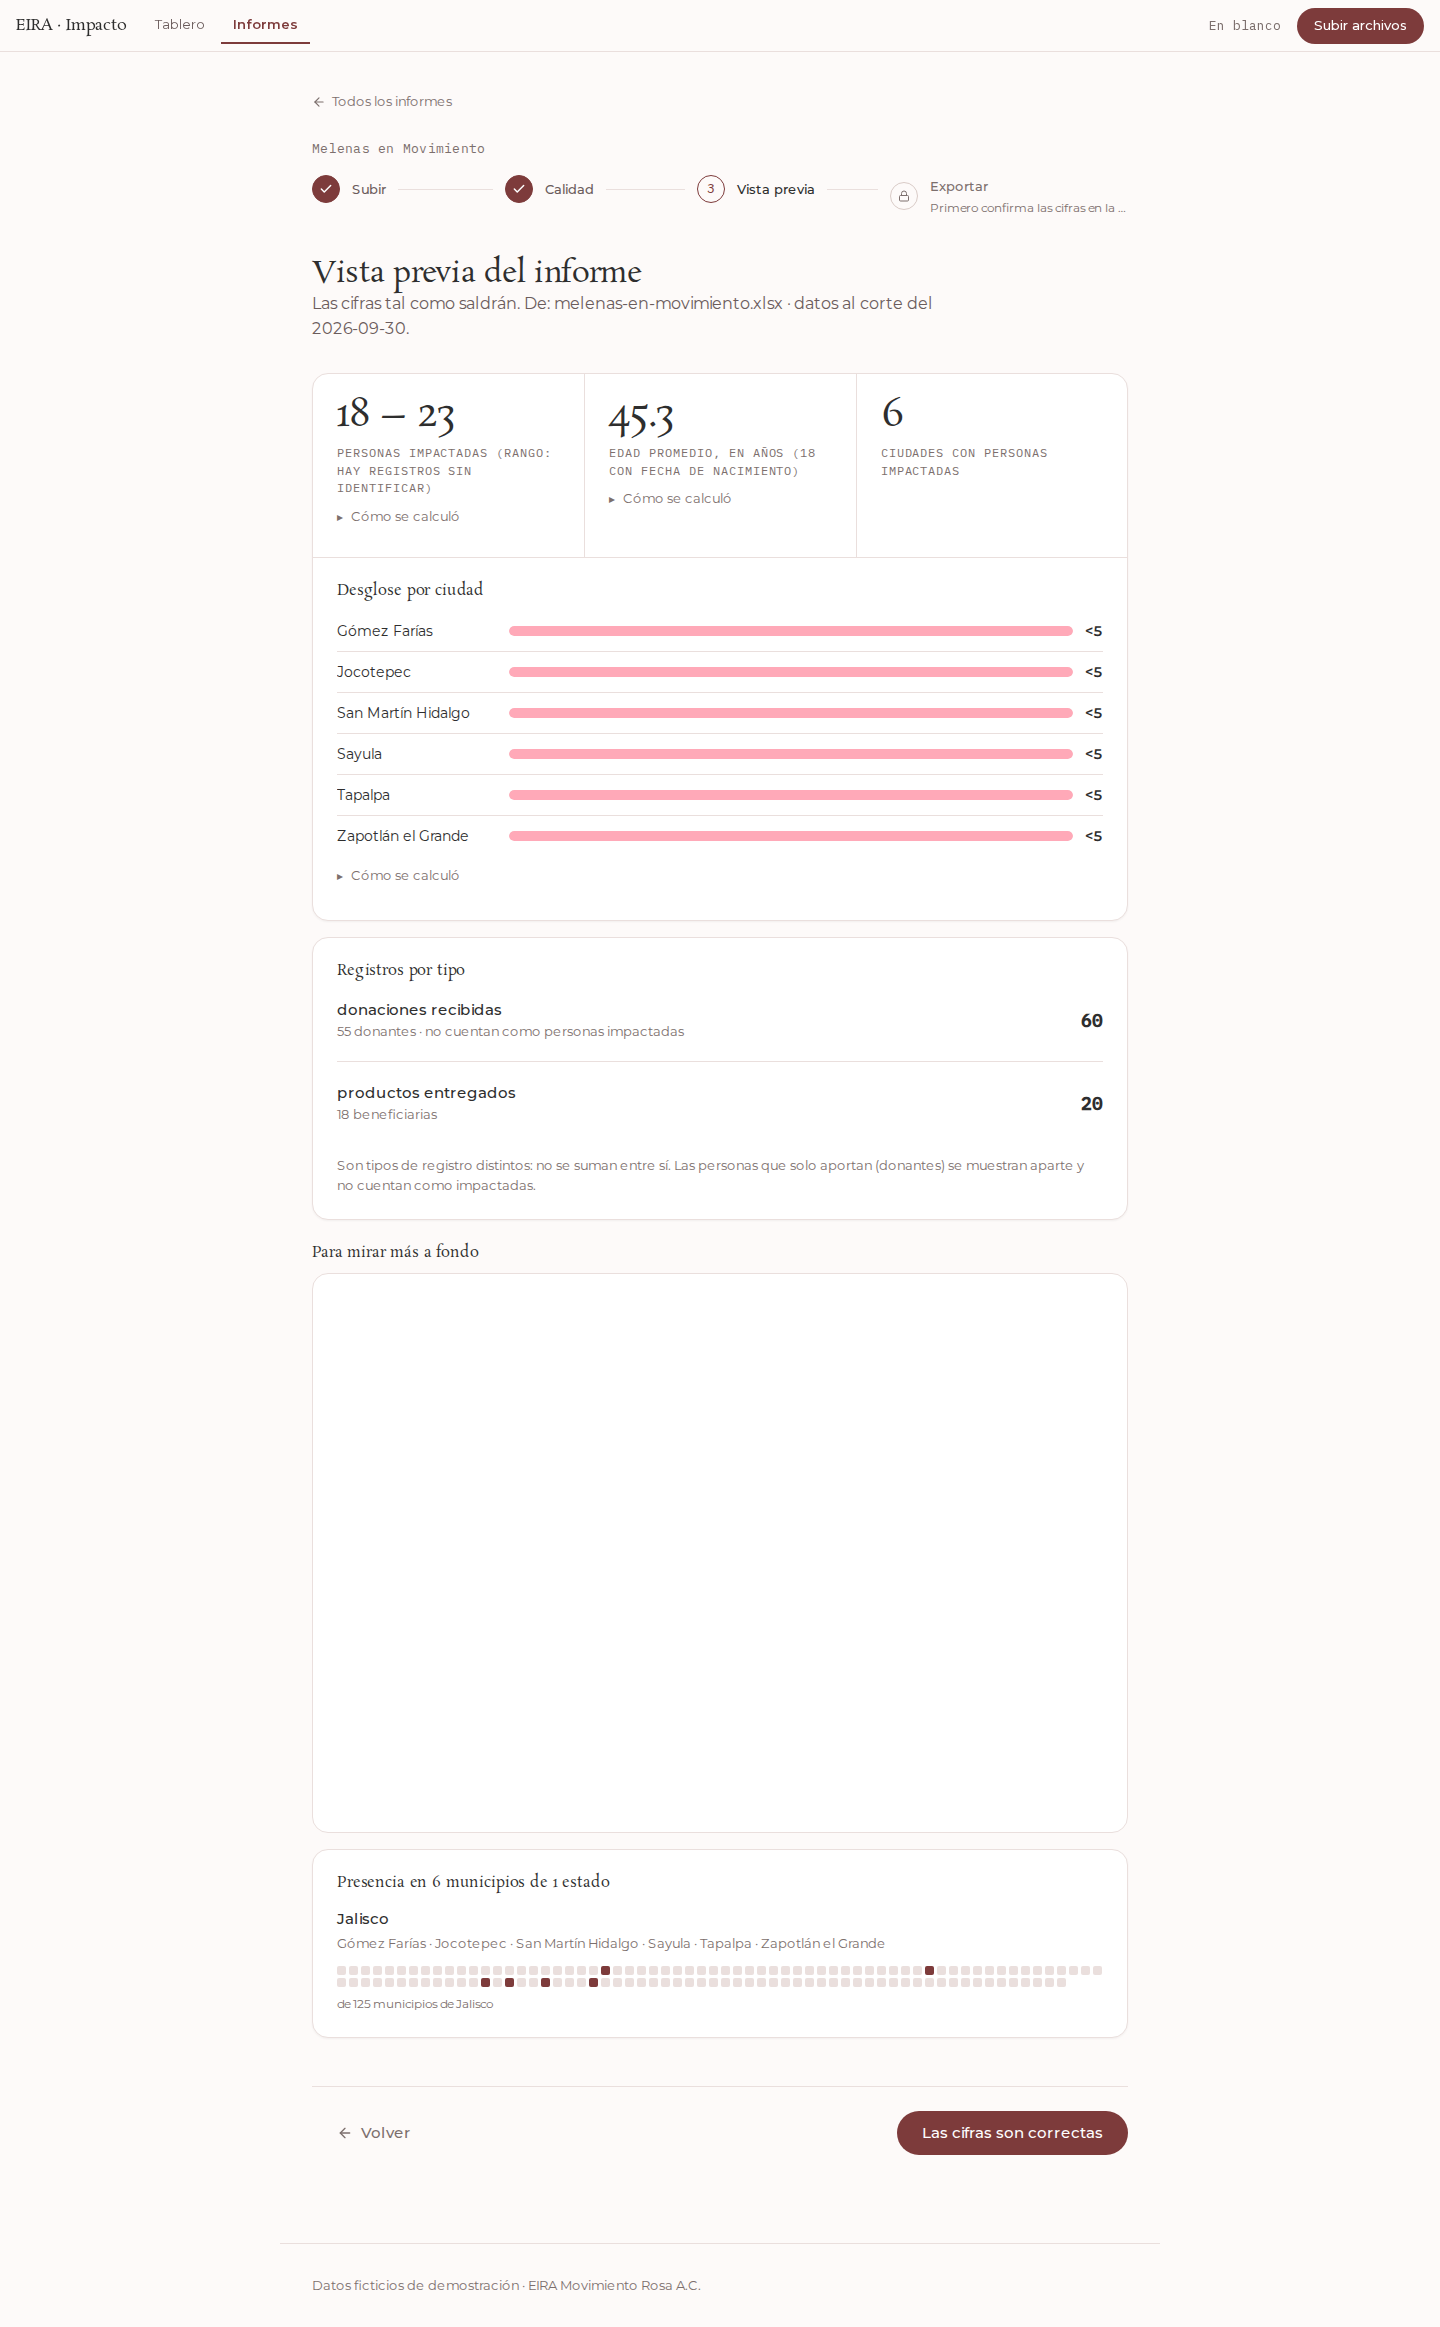 EIRA · Impacto
Tablero
Informes
En blanco
Subir archivos
← Todos los informes
Melenas en Movimiento
Subir
Calidad
3
Vista previa
Exportar
Primero confirma las cifras en la ...
Vista previa del informe
Las cifras tal como saldrán. De: melenas-en-movimiento.xlsx · datos al corte del
2026-09-30.
18 – 23
PERSONAS IMPACTADAS (RANGO:
HAY REGISTROS SIN
IDENTIFICAR)
▸ Cómo se calculó
45.3
EDAD PROMEDIO, EN AÑOS (18
CON FECHA DE NACIMIENTO)
▸ Cómo se calculó
6
CIUDADES CON PERSONAS
IMPACTADAS
Desglose por ciudad
Gómez Farías <5
Jocotepec <5
San Martín Hidalgo <5
Sayula <5
Tapalpa <5
Zapotlán el Grande <5
▸ Cómo se calculó
Registros por tipo
donaciones recibidas
55 donantes · no cuentan como personas impactadas
60
productos entregados
18 beneficiarias
20
Son tipos de registro distintos: no se suman entre sí. Las personas que solo aportan (donantes) se muestran aparte y
no cuentan como impactadas.
Para mirar más a fondo
Presencia en 6 municipios de 1 estado
Jalisco
Gómez Farías · Jocotepec · San Martín Hidalgo · Sayula · Tapalpa · Zapotlán el Grande
de 125 municipios de Jalisco
← Volver
Las cifras son correctas
Datos ficticios de demostración · EIRA Movimiento Rosa A.C.